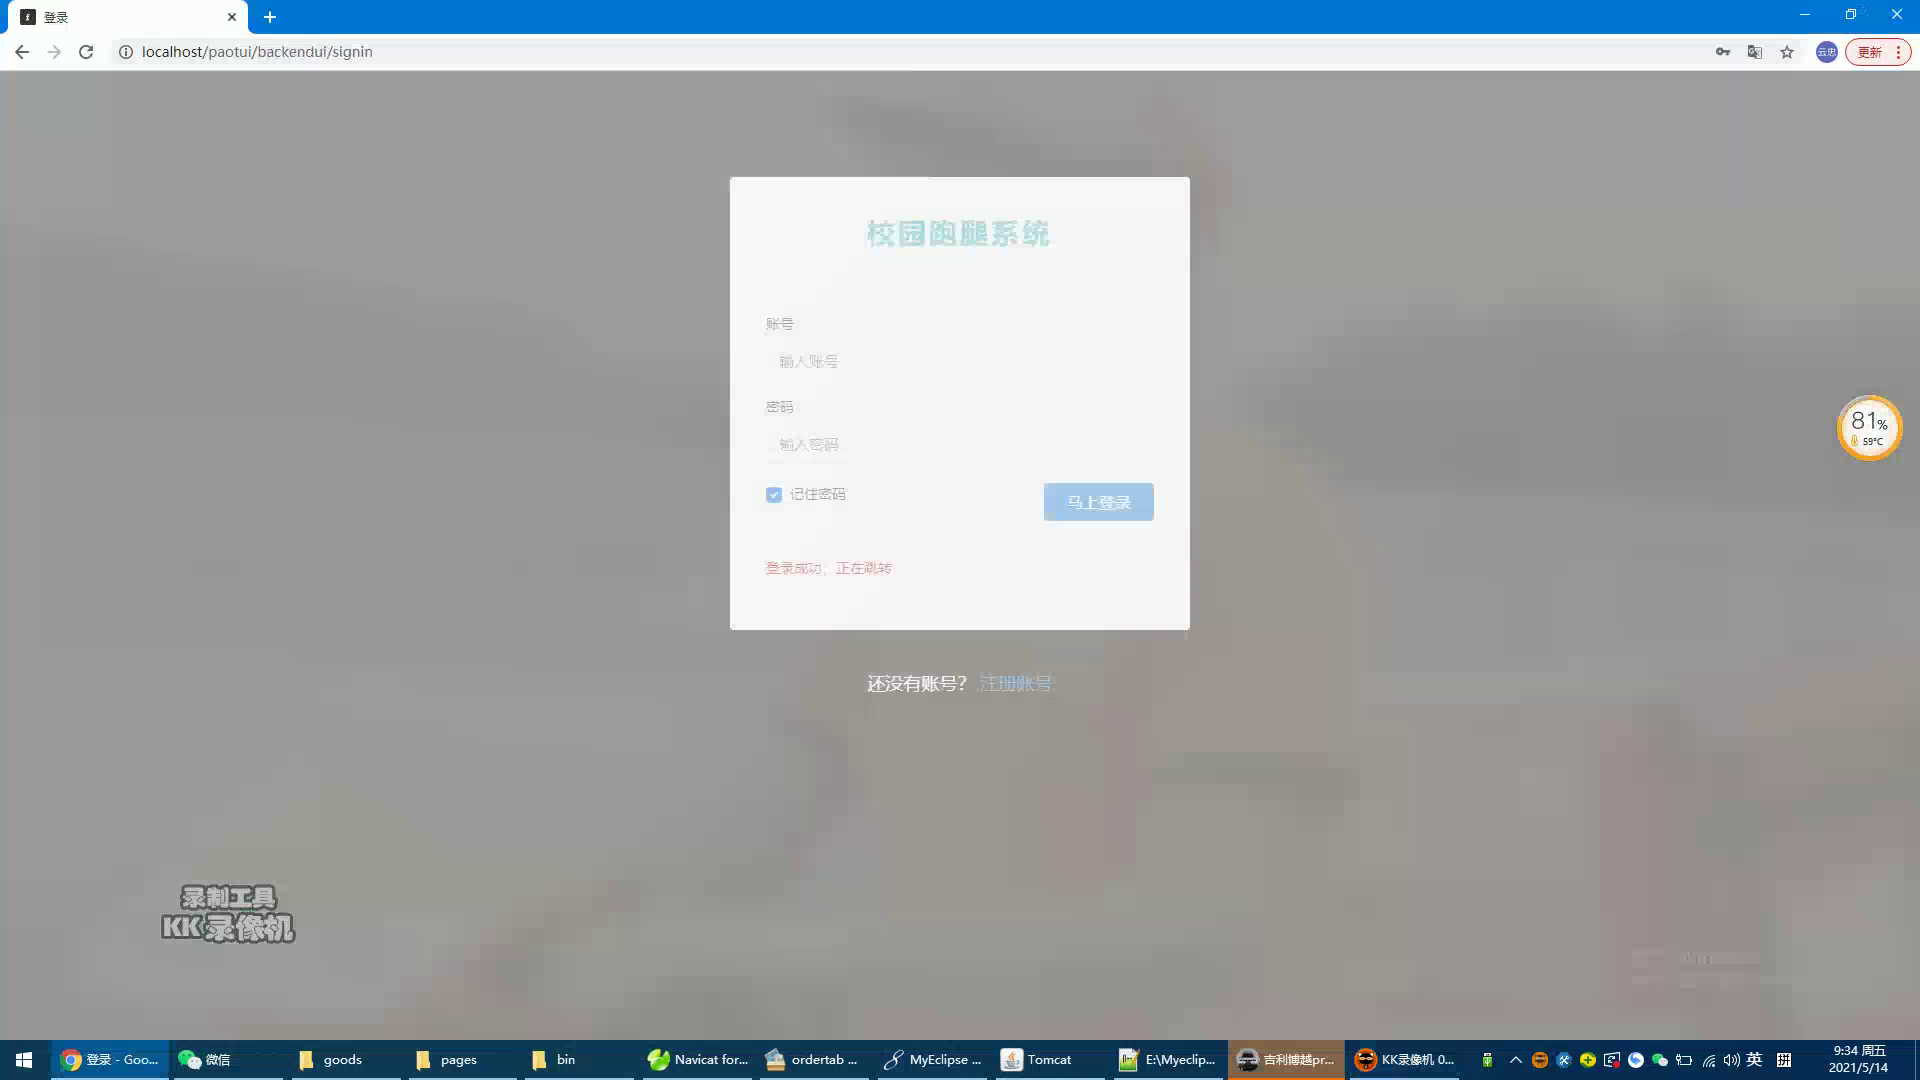 登录
localhost/paotui/backendui/signin
云忠
更新
校园跑腿系统
账号
输入账号
密码
输入密码
记住密码
马上登录
登录成功，正在跳转
还没有账号？ 注册账号
81%
59°C
录制工具
KK录像机
登录 - Goo...
微信
goods
pages
bin
Navicat for...
ordertab ...
MyEclipse ...
Tomcat
E:\Myeclip...
吉利博越pr...
KK录像机 0...
英
拼
9:34 周五
2021/5/14